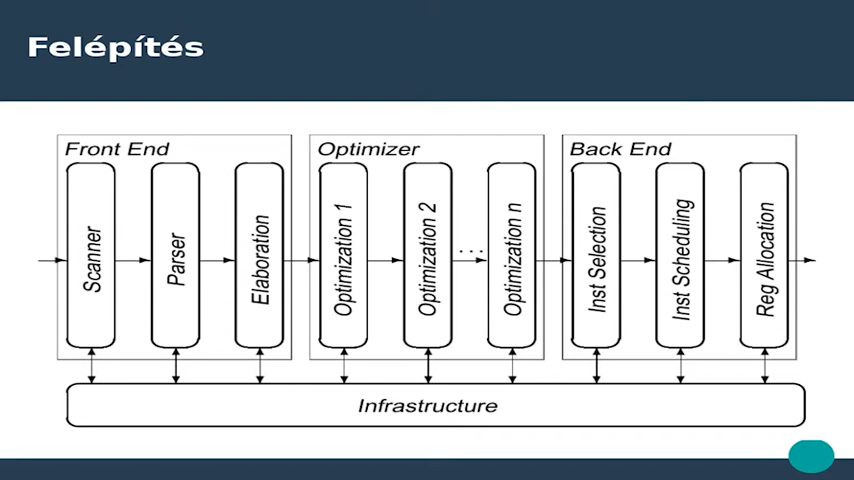 Felépítés
Front End
Optimizer
Back End
Scanner
Parser
Elaboration
Optimization 1
Optimization 2
. . .
Optimization n
Inst Selection
Inst Scheduling
Reg Allocation
Infrastructure